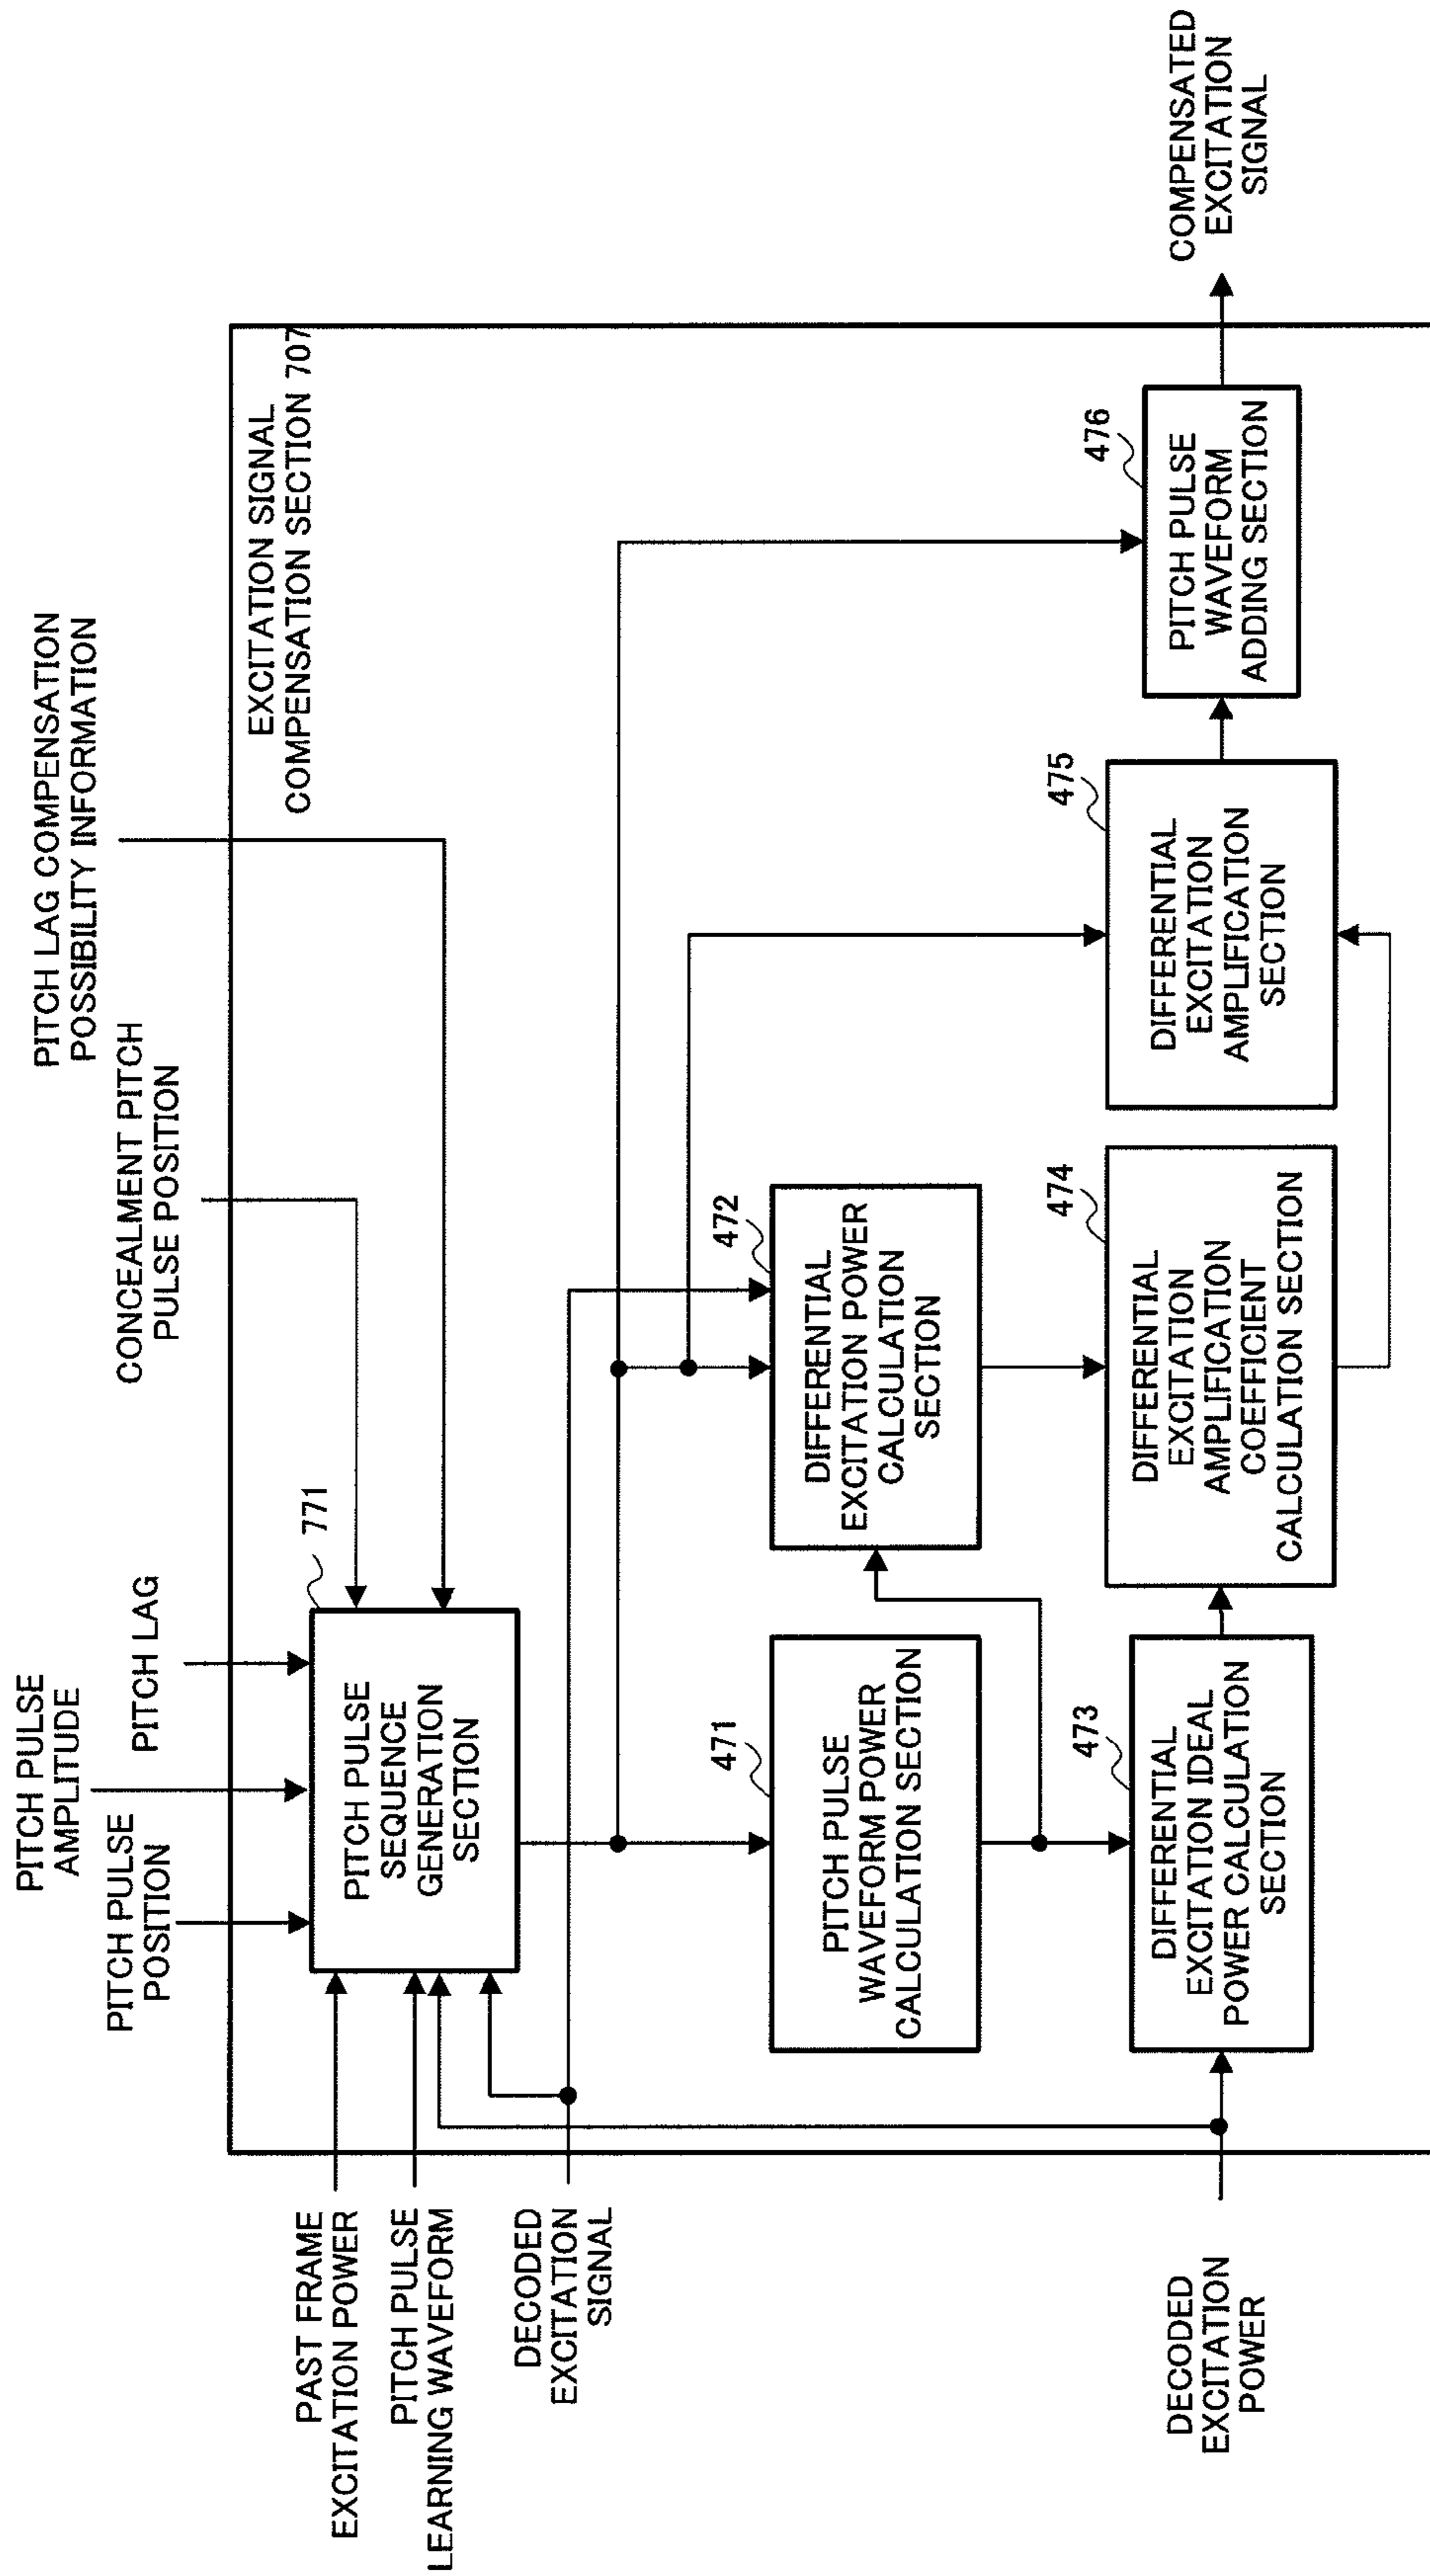 PITCH LAG COMPENSATION
POSSIBILITY INFORMATION
CONCEALMENT PITCH
PULSE POSITION
PITCH PULSE
AMPLITUDE
PITCH LAG
PITCH PULSE
POSITION
EXCITATION SIGNAL
COMPENSATION SECTION 707
771
PITCH PULSE
SEQUENCE
GENERATION
SECTION
PAST FRAME
EXCITATION POWER
PITCH PULSE
LEARNING WAVEFORM
DECODED
EXCITATION
SIGNAL
471
PITCH PULSE
WAVEFORM POWER
CALCULATION SECTION
472
DIFFERENTIAL
EXCITATION POWER
CALCULATION
SECTION
473
DIFFERENTIAL
EXCITATION IDEAL
POWER CALCULATION
SECTION
474
DIFFERENTIAL
EXCITATION
AMPLIFICATION
COEFFICIENT
CALCULATION SECTION
475
DIFFERENTIAL
EXCITATION
AMPLIFICATION
SECTION
476
PITCH PULSE
WAVEFORM
ADDING SECTION
DECODED
EXCITATION
POWER
COMPENSATED
EXCITATION
SIGNAL